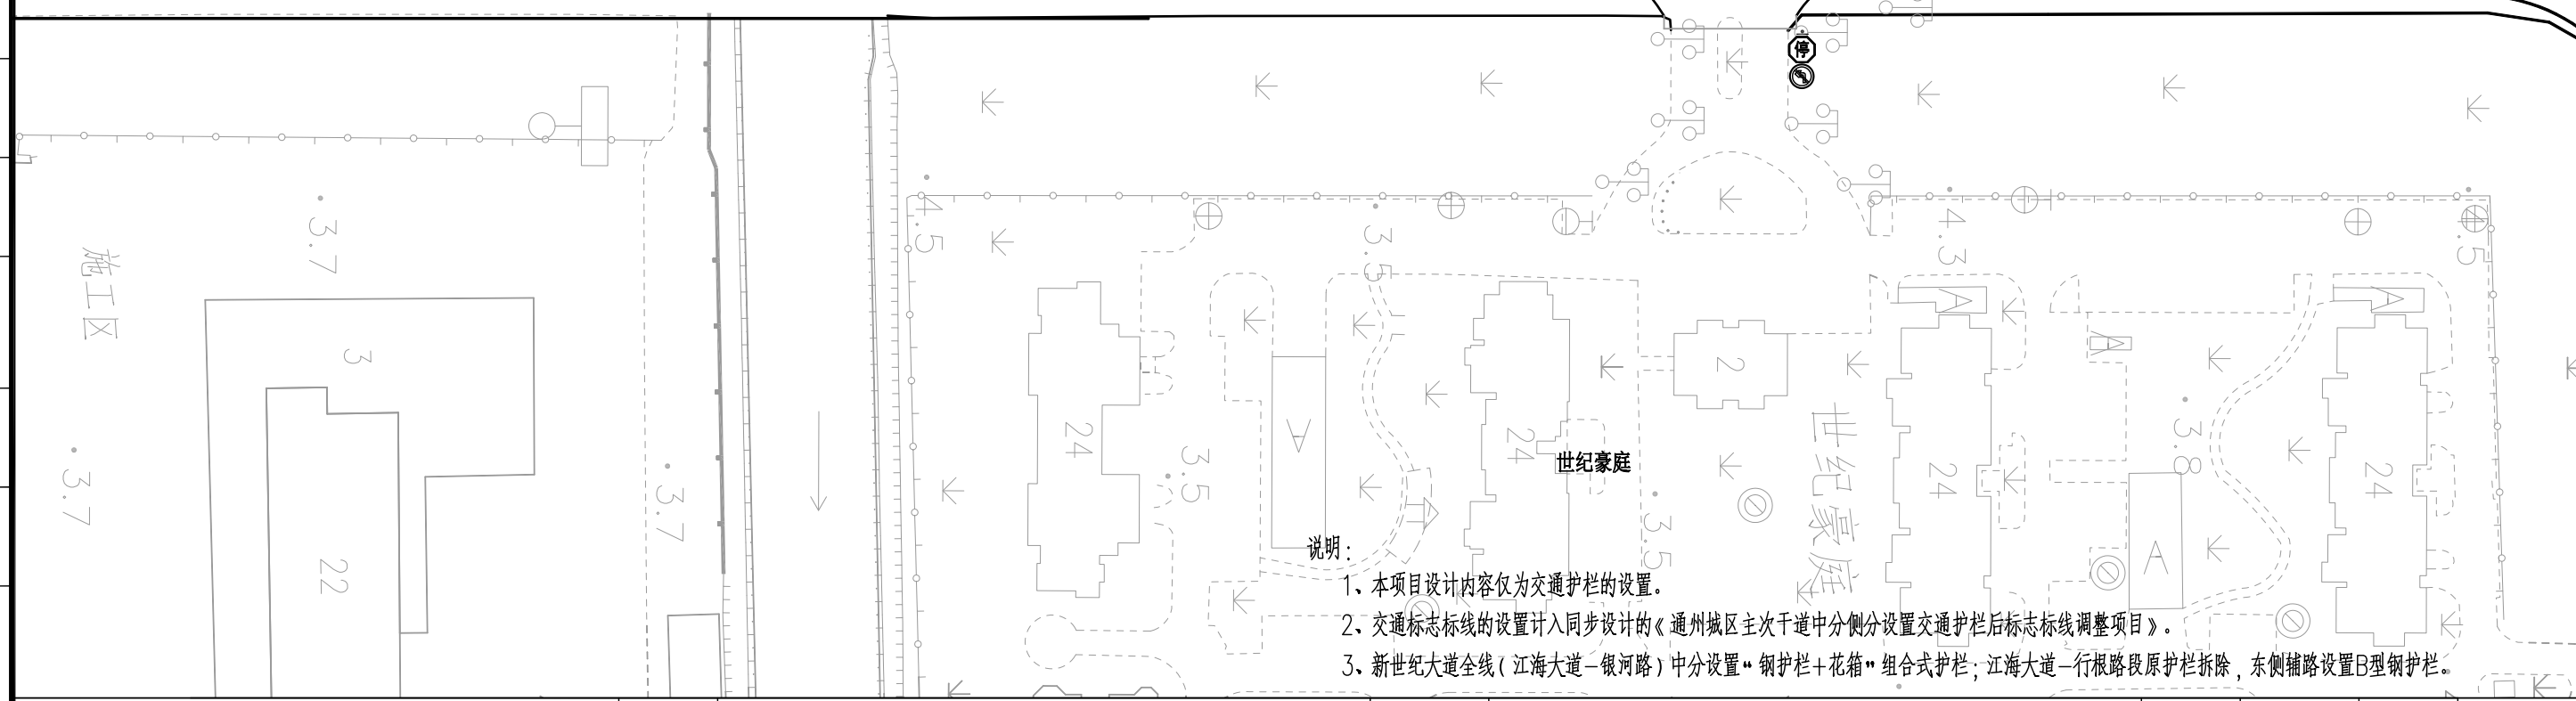 停
4.5
3.7
3.5
4.3
4.5
施工区
3
2
24
24
24
24
3.8
3.5
世纪豪庭
世纪豪庭
3.7
3.7
3.5
22
说明：
1、本项目设计内容仅为交通护栏的设置。
2、交通标志标线的设置计入同步设计的《通州城区主次干道中分侧分设置交通护栏后标志标线调整项目》。
3、新世纪大道全线（江海大道-银河路）中分设置“钢护栏+花箱”组合式护栏；江海大道-行根路段原护栏拆除，东侧辅路设置B型钢护栏。